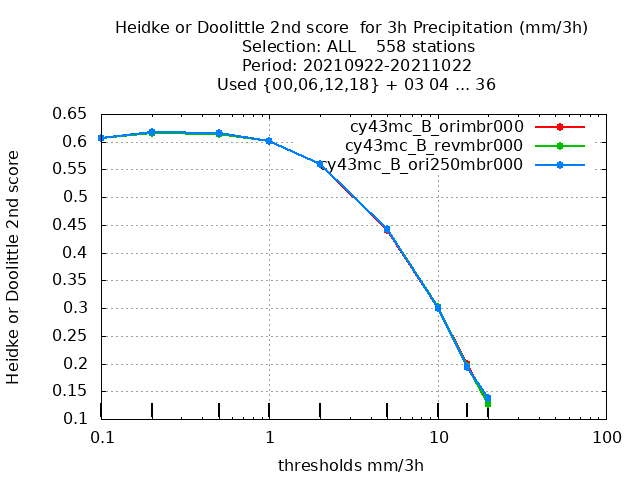 Heidke or Doolittle 2nd score  for 3h Precipitation (mm/3h)
Selection: ALL    558 stations
Period: 20210922-20211022
Used {00,06,12,18} + 03 04 ... 36
cy43mc_B_orimbr000
cy43mc_B_revmbr000
cy43mc_B_ori250mbr000
Heidke or Doolittle 2nd score
0.65
0.6
0.55
0.5
0.45
0.4
0.35
0.3
0.25
0.2
0.15
0.1
0.1 1 10 100
thresholds mm/3h